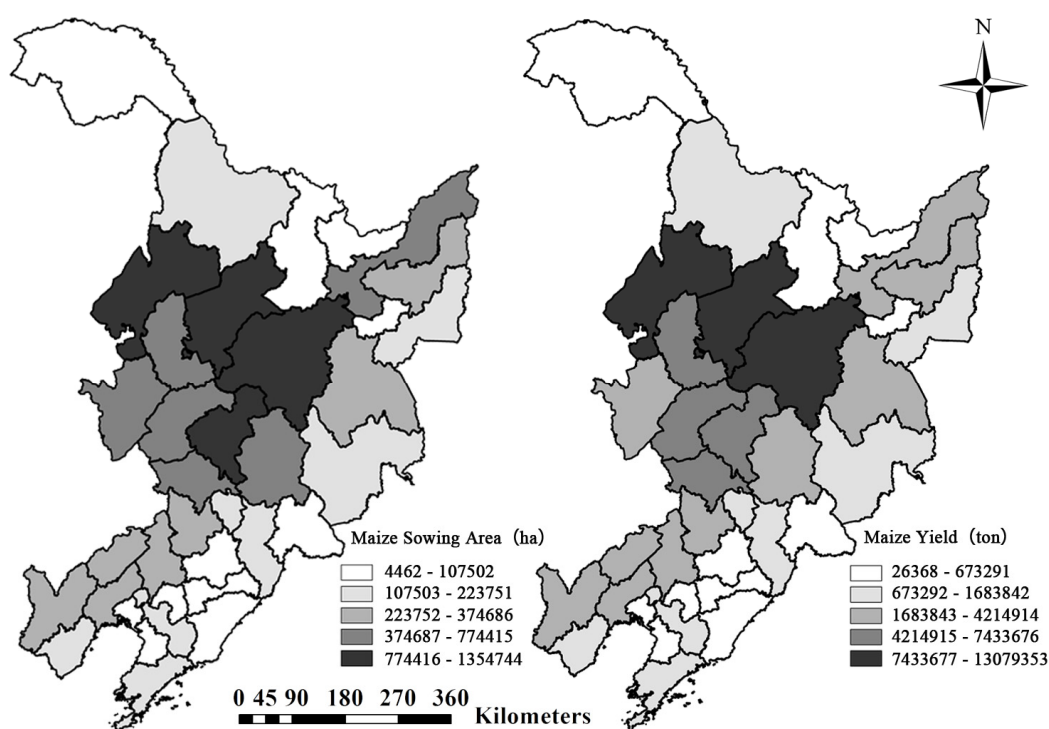 N
Maize Sowing Area（ha）
4462 - 107502
107503 - 223751
223752 - 374686
374687 - 774415
774416 - 1354744
Maize Yield（ton）
26368 - 673291
673292 - 1683842
1683843 - 4214914
4214915 - 7433676
7433677 - 13079353
0 45 90 180 270 360
Kilometers